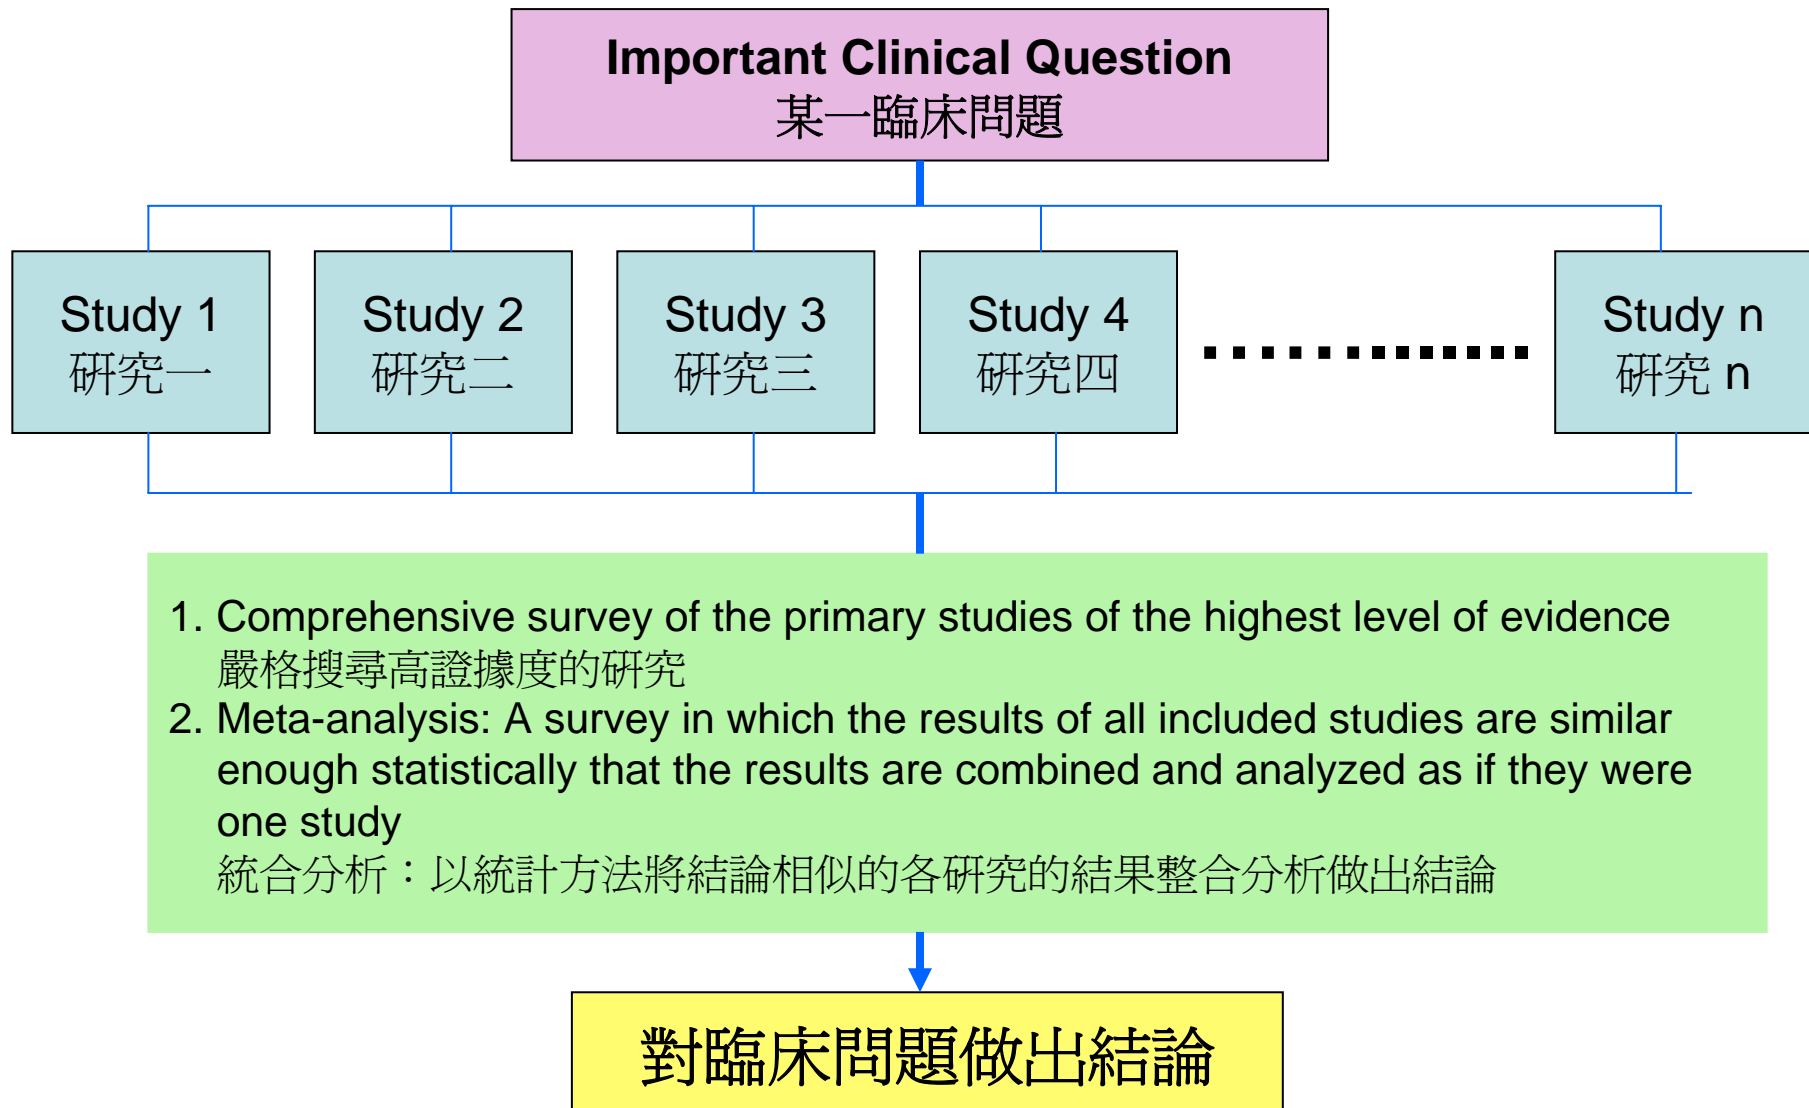 Important Clinical Question
某一臨床問題
Study 1
研究一
Study 2
研究二
Study 3
研究三
Study 4
研究四
Study n
研究 n
1. Comprehensive survey of the primary studies of the highest level of evidence
嚴格搜尋高證據度的研究
2. Meta-analysis: A survey in which the results of all included studies are similar
enough statistically that the results are combined and analyzed as if they were
one study
統合分析：以統計方法將結論相似的各研究的結果整合分析做出結論
對臨床問題做出結論